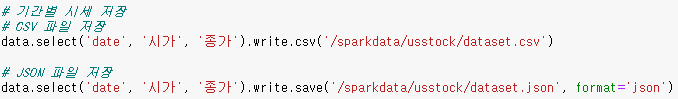 # 기간별 시세 저장
# CSV 파일 저장
data.select('date', '시가', '종가').write.csv('/sparkdata/usstock/dataset.csv')
# JSON 파일 저장
data.select('date', '시가', '종가').write.save('/sparkdata/usstock/dataset.json', format='json')